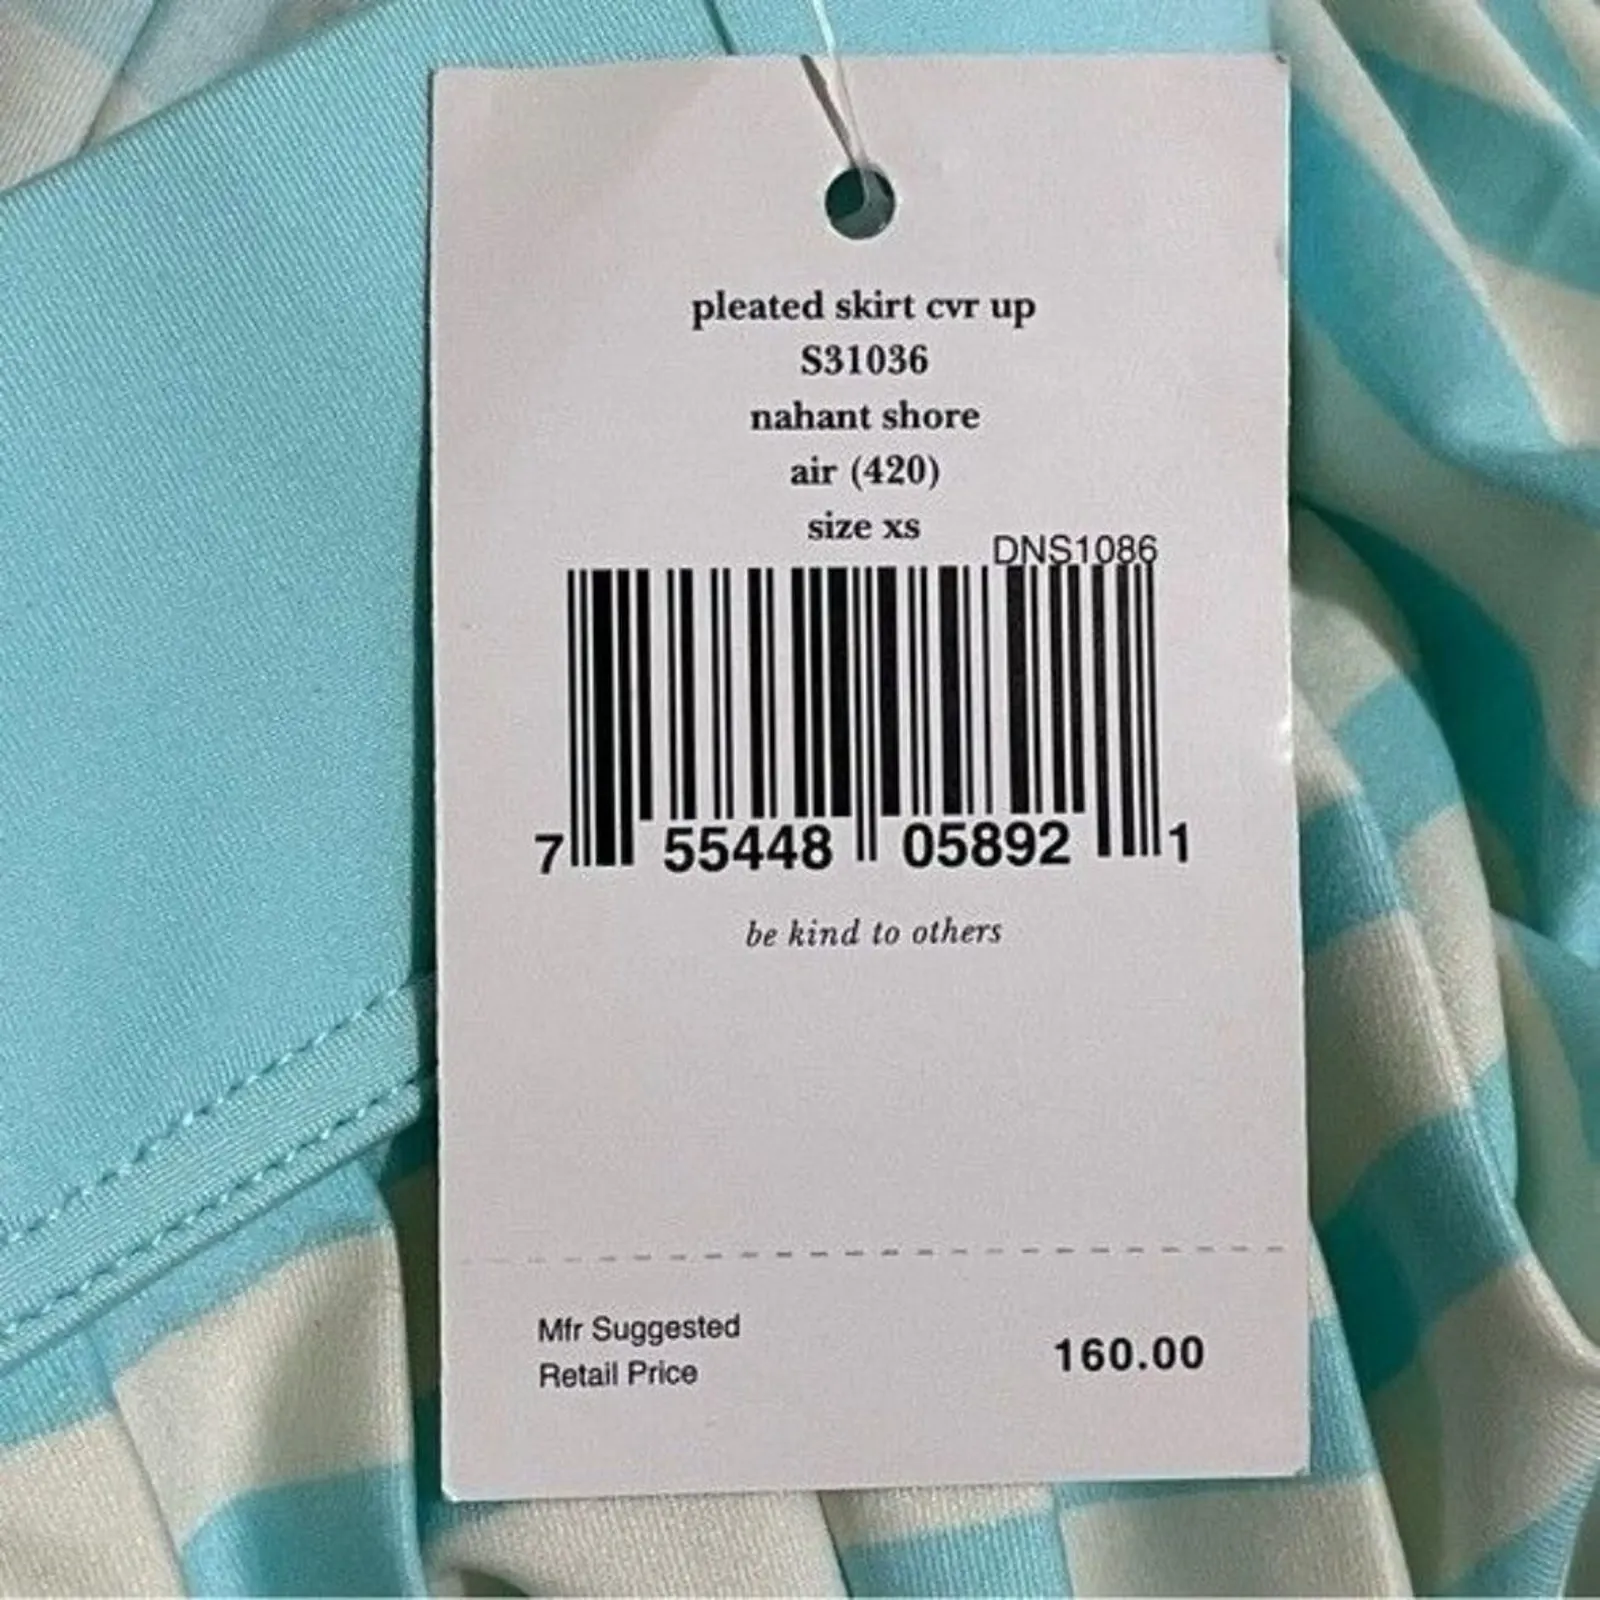 pleated skirt cvr up
S31036
nahant shore
air (420)
size xs
DNS1086
7 55448 05892 1
be kind to others
Mfr Suggested
Retail Price
160.00